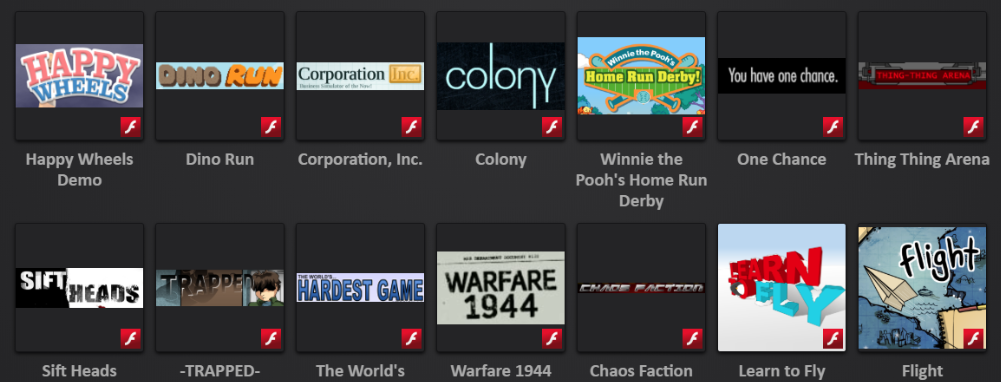 HAPPY WHEELS
DINO RUN
Corporation Inc.
Business Simulator of the Year!
colony
Winnie the Pooh's
Home Run Derby!
You have one chance.
THING-THING ARENA
Happy Wheels Demo
Dino Run
Corporation, Inc.
Colony
Winnie the Pooh's Home Run Derby
One Chance
Thing Thing Arena
SIFT HEADS
TRAPPED
THE WORLD'S
HARDEST GAME
WARFARE
1944
CHAOS FACTION
LEARN TO FLY
flight
Sift Heads
-TRAPPED-
The World's
Warfare 1944
Chaos Faction
Learn to Fly
Flight